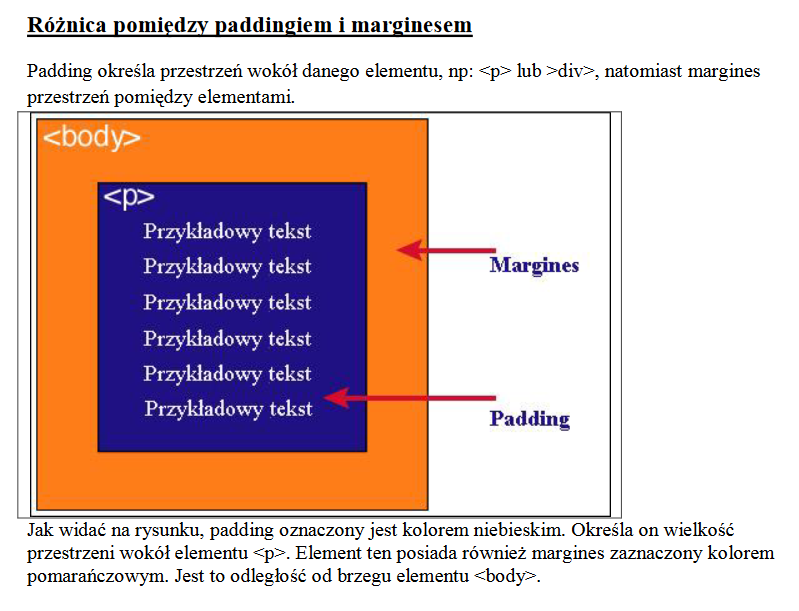 Różnica pomiędzy paddingiem i marginesem
Padding określa przestrzeń wokół danego elementu, np: <p> lub >div>, natomiast margines
przestrzeń pomiędzy elementami.
<body>
<p>
Przykładowy tekst
Przykładowy tekst
Przykładowy tekst
Przykładowy tekst
Przykładowy tekst
Przykładowy tekst
Margines
Padding
Jak widać na rysunku, padding oznaczony jest kolorem niebieskim. Określa on wielkość
przestrzeni wokół elementu <p>. Element ten posiada również margines zaznaczony kolorem
pomarańczowym. Jest to odległość od brzegu elementu <body>.